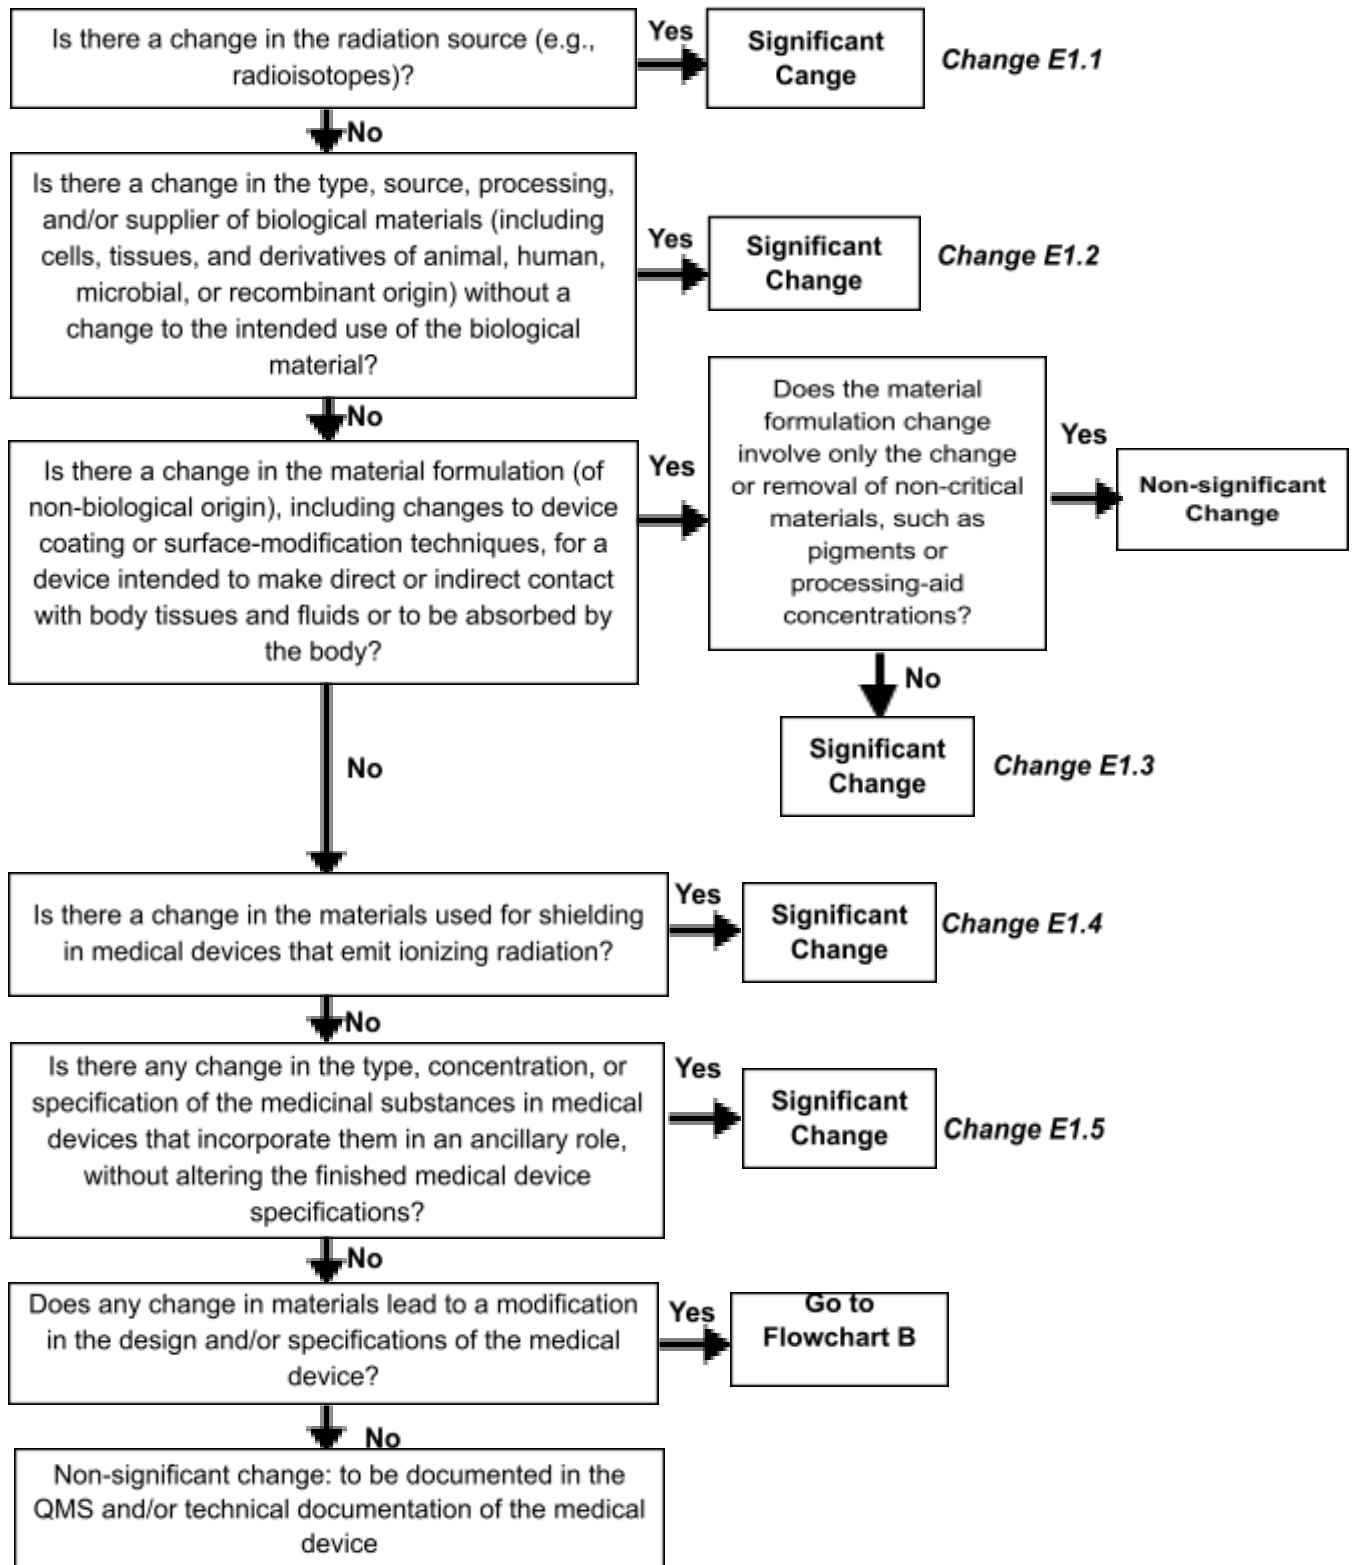 Is there a change in the radiation source (e.g.,
radioisotopes)?
Yes
Significant
Cange
Change E1.1
No
Is there a change in the type, source, processing,
and/or supplier of biological materials (including
cells, tissues, and derivatives of animal, human,
microbial, or recombinant origin) without a
change to the intended use of the biological
material?
Yes
Significant
Change
Change E1.2
No
Is there a change in the material formulation (of
non-biological origin), including changes to device
coating or surface-modification techniques, for a
device intended to make direct or indirect contact
with body tissues and fluids or to be absorbed by
the body?
Yes
Does the material
formulation change
involve only the change
or removal of non-critical
materials, such as
pigments or
processing-aid
concentrations?
Yes
Non-significant
Change
No
Significant
Change
Change E1.3
No
Is there a change in the materials used for shielding
in medical devices that emit ionizing radiation?
Yes
Significant
Change
Change E1.4
No
Is there any change in the type, concentration, or
specification of the medicinal substances in medical
devices that incorporate them in an ancillary role,
without altering the finished medical device
specifications?
Yes
Significant
Change
Change E1.5
No
Does any change in materials lead to a modification
in the design and/or specifications of the medical
device?
Yes
Go to
Flowchart B
No
Non-significant change: to be documented in the
QMS and/or technical documentation of the medical
device